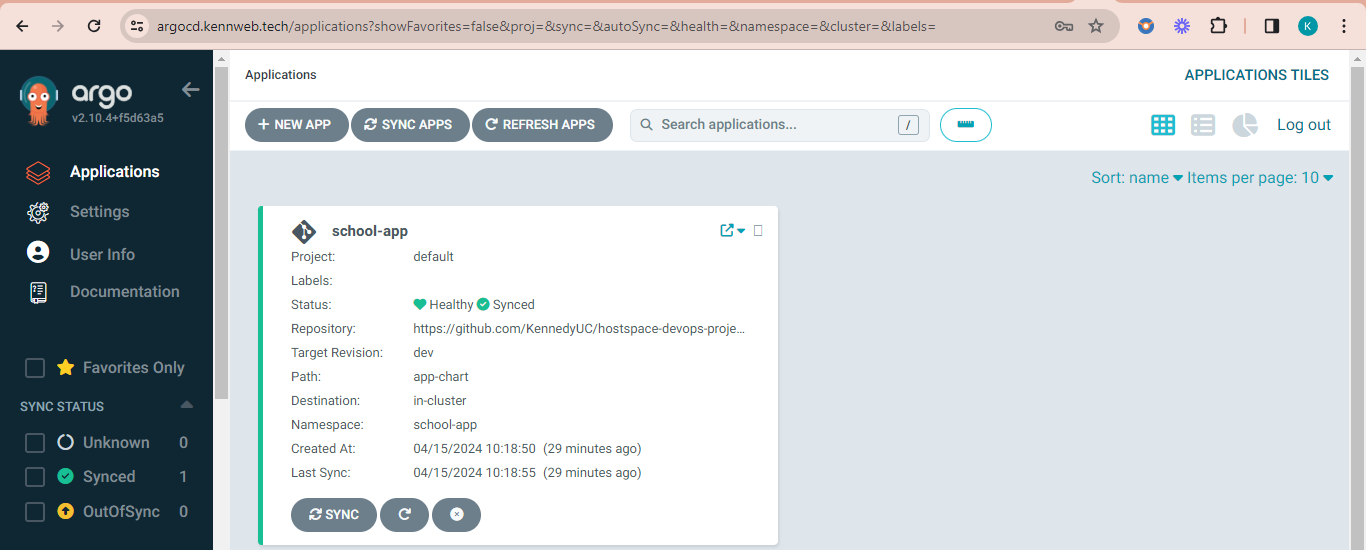 argocd.kennweb.tech/applications?showFavorites=false&proj=&sync=&autoSync=&health=&namespace=&cluster=&labels=
K
argo
v2.10.4+f5d63a5
Applications
Settings
User Info
Documentation
Favorites Only
SYNC STATUS
Unknown 0
Synced 1
OutOfSync 0
Applications
APPLICATIONS TILES
+ NEW APP SYNC APPS REFRESH APPS Search applications... / Log out
Sort: name Items per page: 10
school-app
Project: default
Labels:
Status: Healthy Synced
Repository: https://github.com/KennedyUC/hostspace-devops-proje…
Target Revision: dev
Path: app-chart
Destination: in-cluster
Namespace: school-app
Created At: 04/15/2024 10:18:50 (29 minutes ago)
Last Sync: 04/15/2024 10:18:55 (29 minutes ago)
SYNC